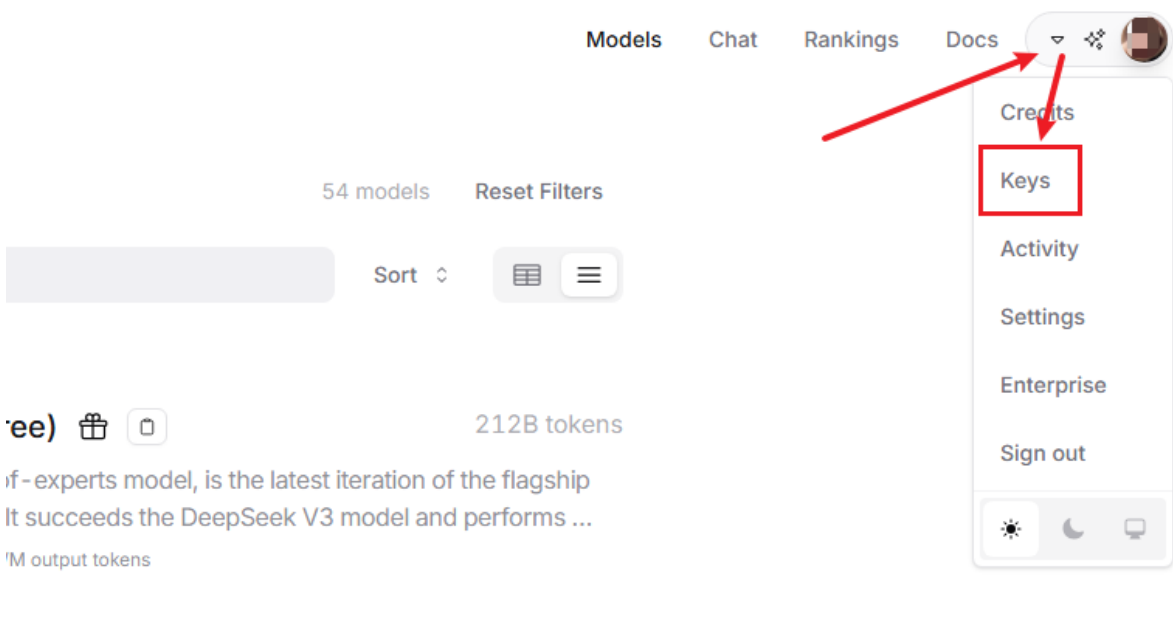 Models Chat Rankings Docs
Credits
54 models Reset Filters
Keys
Activity
Sort
Settings
Enterprise
ree) 212B tokens
Sign out
of-experts model, is the latest iteration of the flagship
It succeeds the DeepSeek V3 model and performs ...
M output tokens